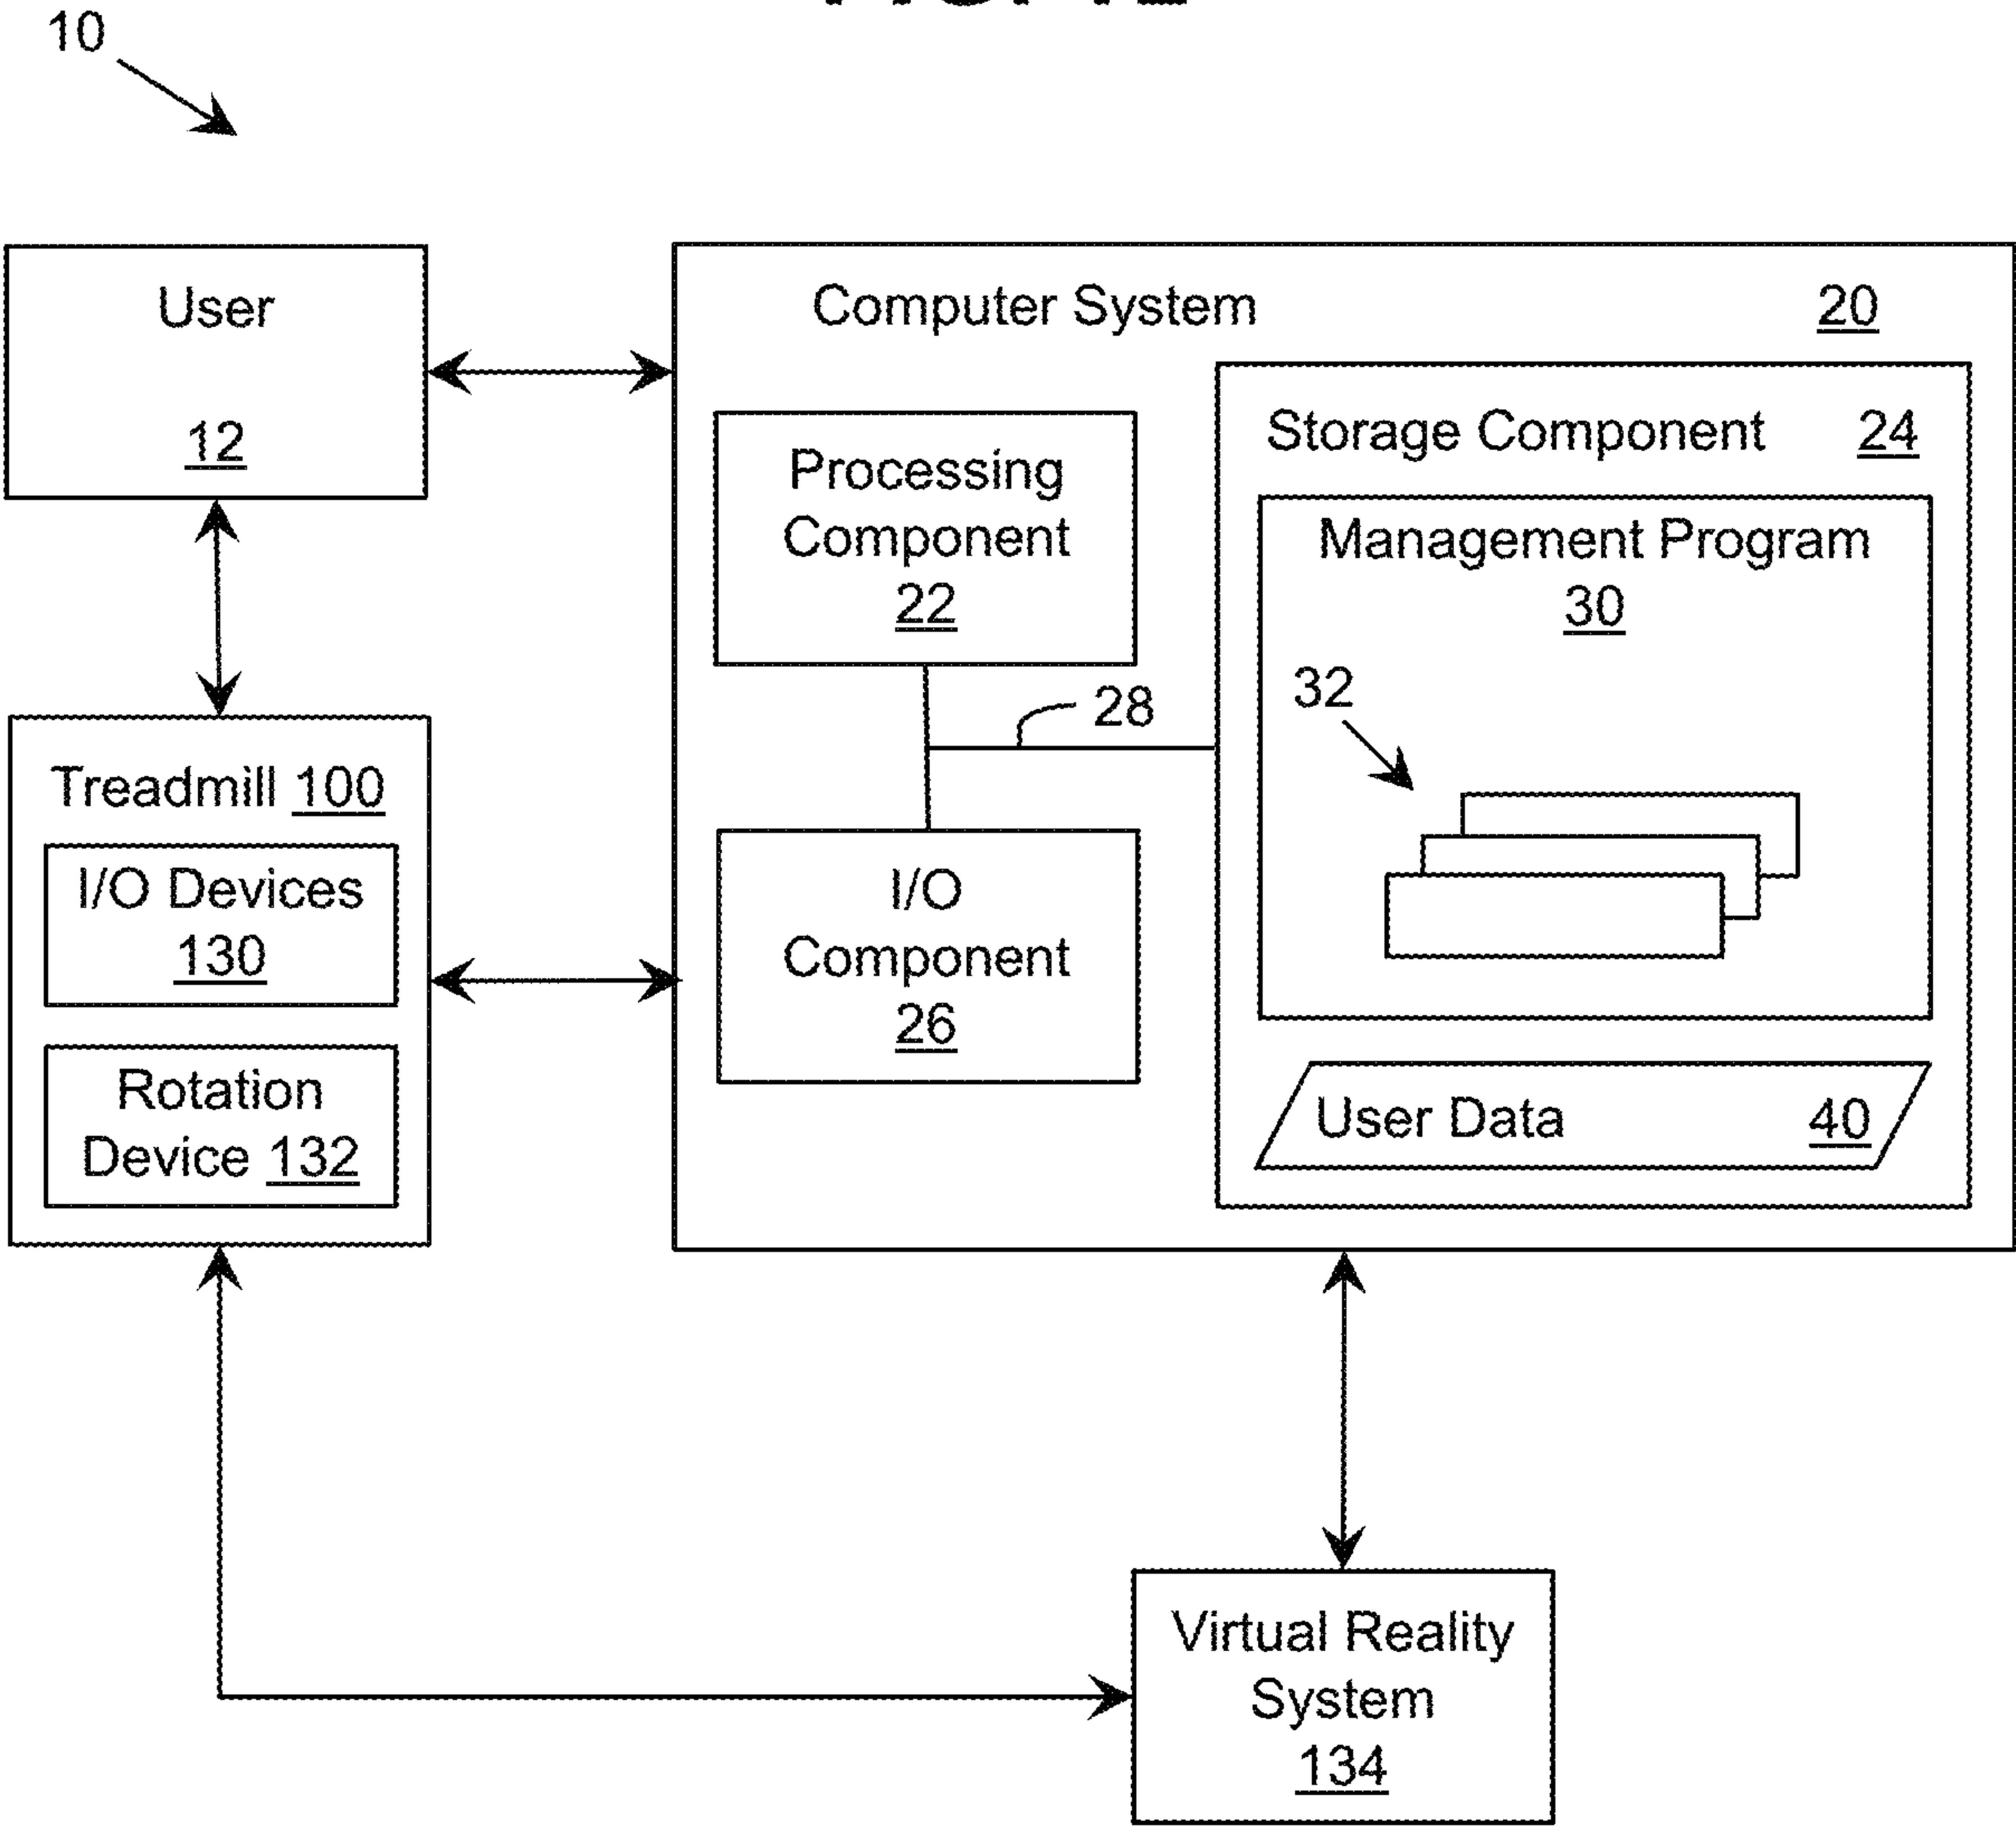 10
User
12
Computer System 20
Processing
Component
22
Storage Component 24
Management Program
30
32
28
Treadmill 100
I/O Devices
130
Rotation
Device 132
I/O
Component
26
User Data 40
Virtual Reality
System
134